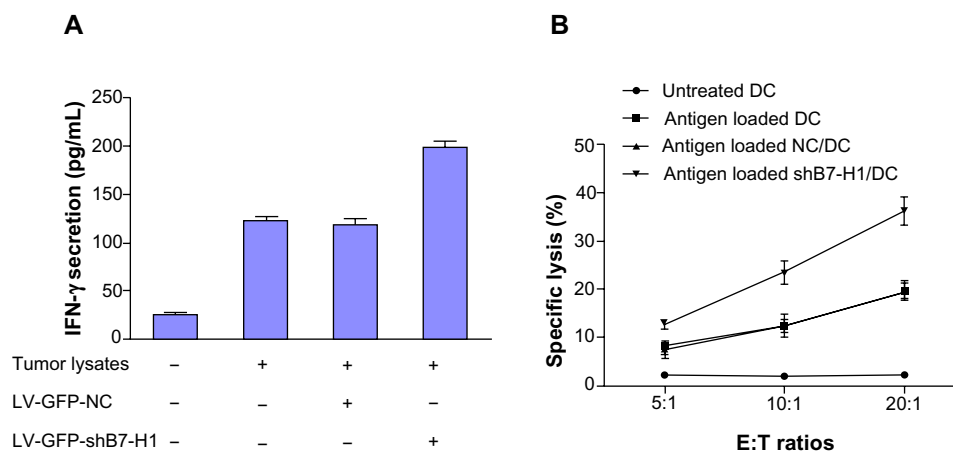 A
IFN-γ secretion (pg/mL)
250
200
150
100
50
0
Tumor lysates – + + +
LV-GFP-NC – – + –
LV-GFP-shB7-H1 – – – +
B
Untreated DC
Antigen loaded DC
Antigen loaded NC/DC
Antigen loaded shB7-H1/DC
Specific lysis (%)
50
40
30
20
10
0
5:1 10:1 20:1
E:T ratios